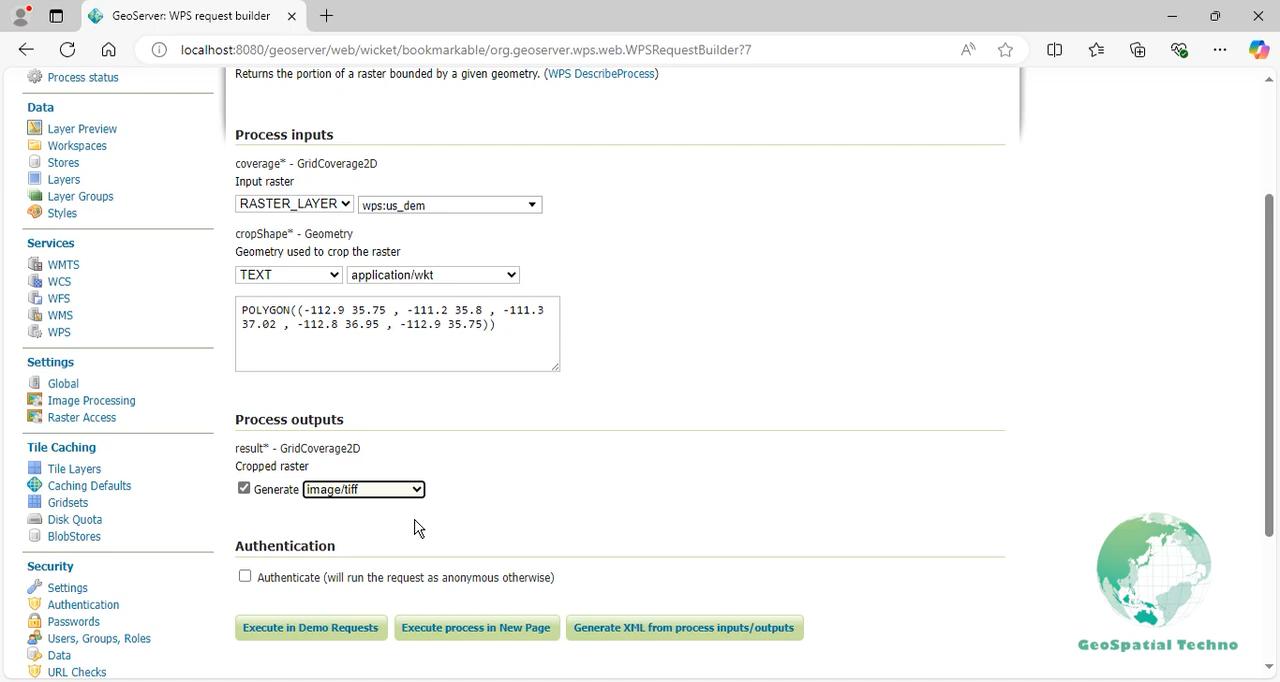 GeoServer: WPS request builder
localhost:8080/geoserver/web/wicket/bookmarkable/org.geoserver.wps.web.WPSRequestBuilder?7
Process status
Data
Layer Preview
Workspaces
Stores
Layers
Layer Groups
Styles
Services
WMTS
WCS
WFS
WMS
WPS
Settings
Global
Image Processing
Raster Access
Tile Caching
Tile Layers
Caching Defaults
Gridsets
Disk Quota
BlobStores
Security
Settings
Authentication
Passwords
Users, Groups, Roles
Data
URL Checks
Returns the portion of a raster bounded by a given geometry. (WPS DescribeProcess)
Process inputs
coverage* - GridCoverage2D
Input raster
RASTER_LAYER wps:us_dem
cropShape* - Geometry
Geometry used to crop the raster
TEXT application/wkt
POLYGON((-112.9 35.75 , -111.2 35.8 , -111.3
37.02 , -112.8 36.95 , -112.9 35.75))
Process outputs
result* - GridCoverage2D
Cropped raster
Generate image/tiff
Authentication
Authenticate (will run the request as anonymous otherwise)
Execute in Demo Requests Execute process in New Page Generate XML from process inputs/outputs
GeoSpatial Techno